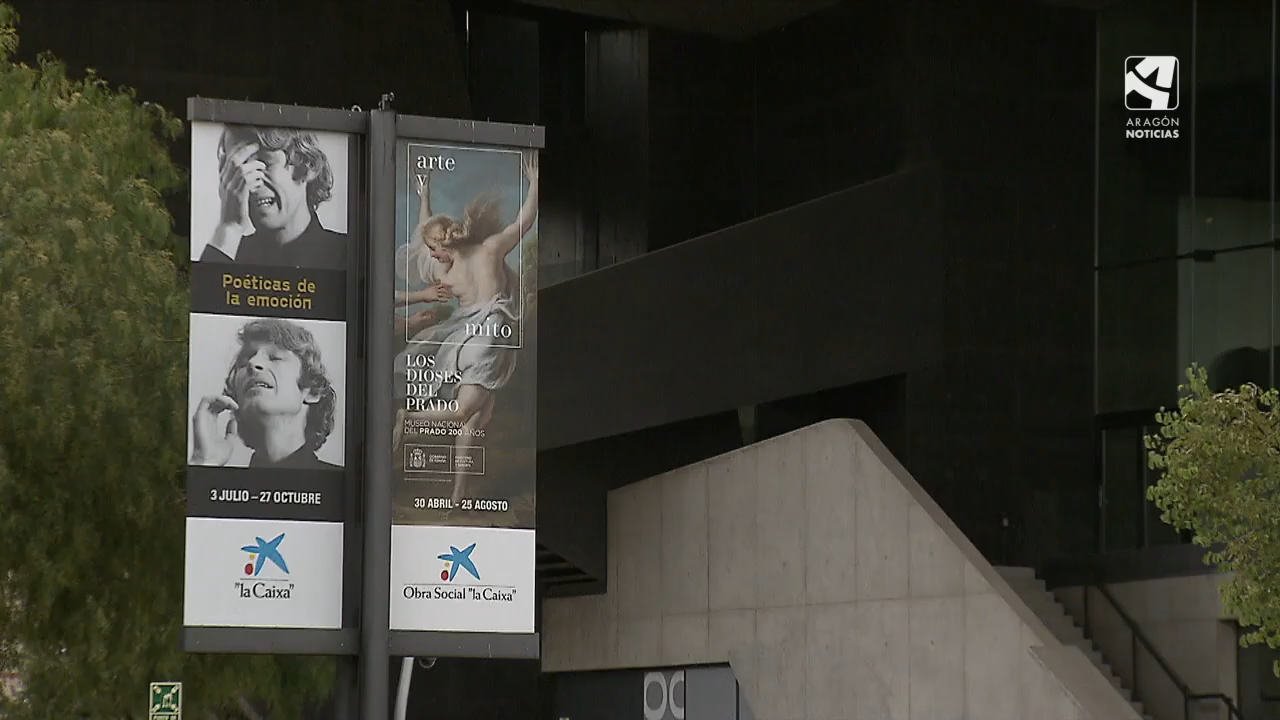 ARAGÓN
NOTICIAS
Poéticas de
la emoción
3 JULIO – 27 OCTUBRE
"la Caixa"
arte
y
mito
LOS
DIOSES
DEL
PRADO
MUSEO NACIONAL
DEL PRADO 200 AÑOS
30 ABRIL - 25 AGOSTO
Obra Social "la Caixa"